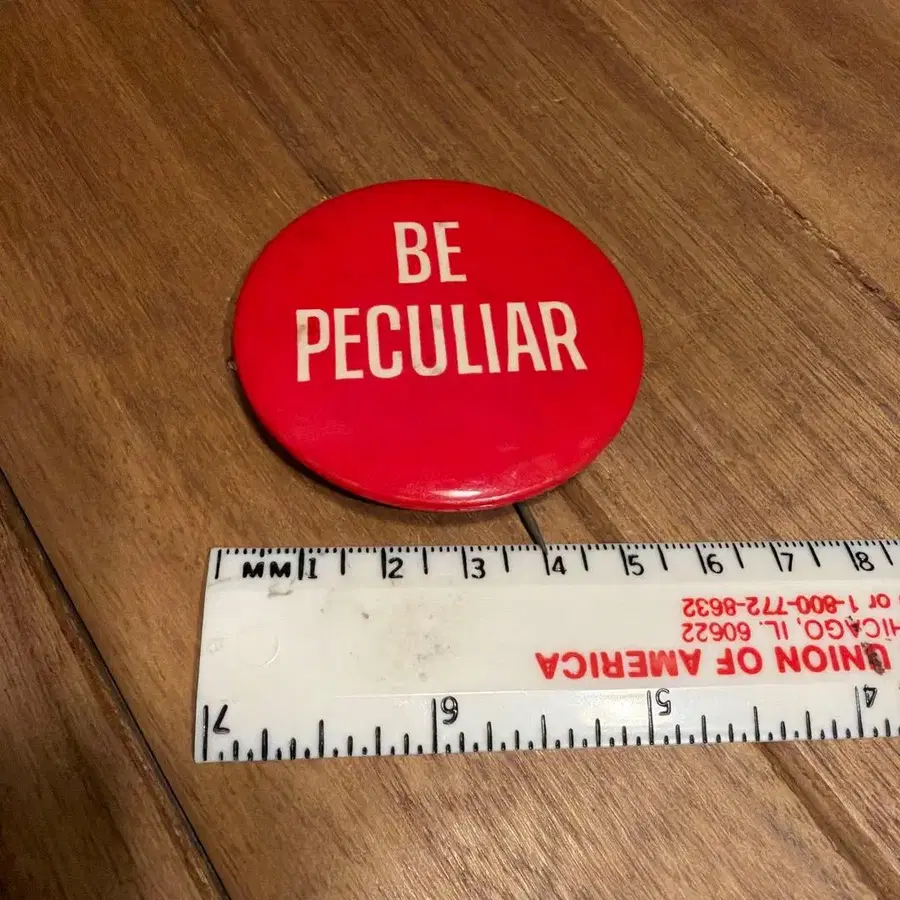 BE
PECULIAR
MM 1 2 3 4 5 6 7 8
or 1-800-772-8632
CHICAGO, IL. 60622
UNION OF AMERICA
7 6 5 4